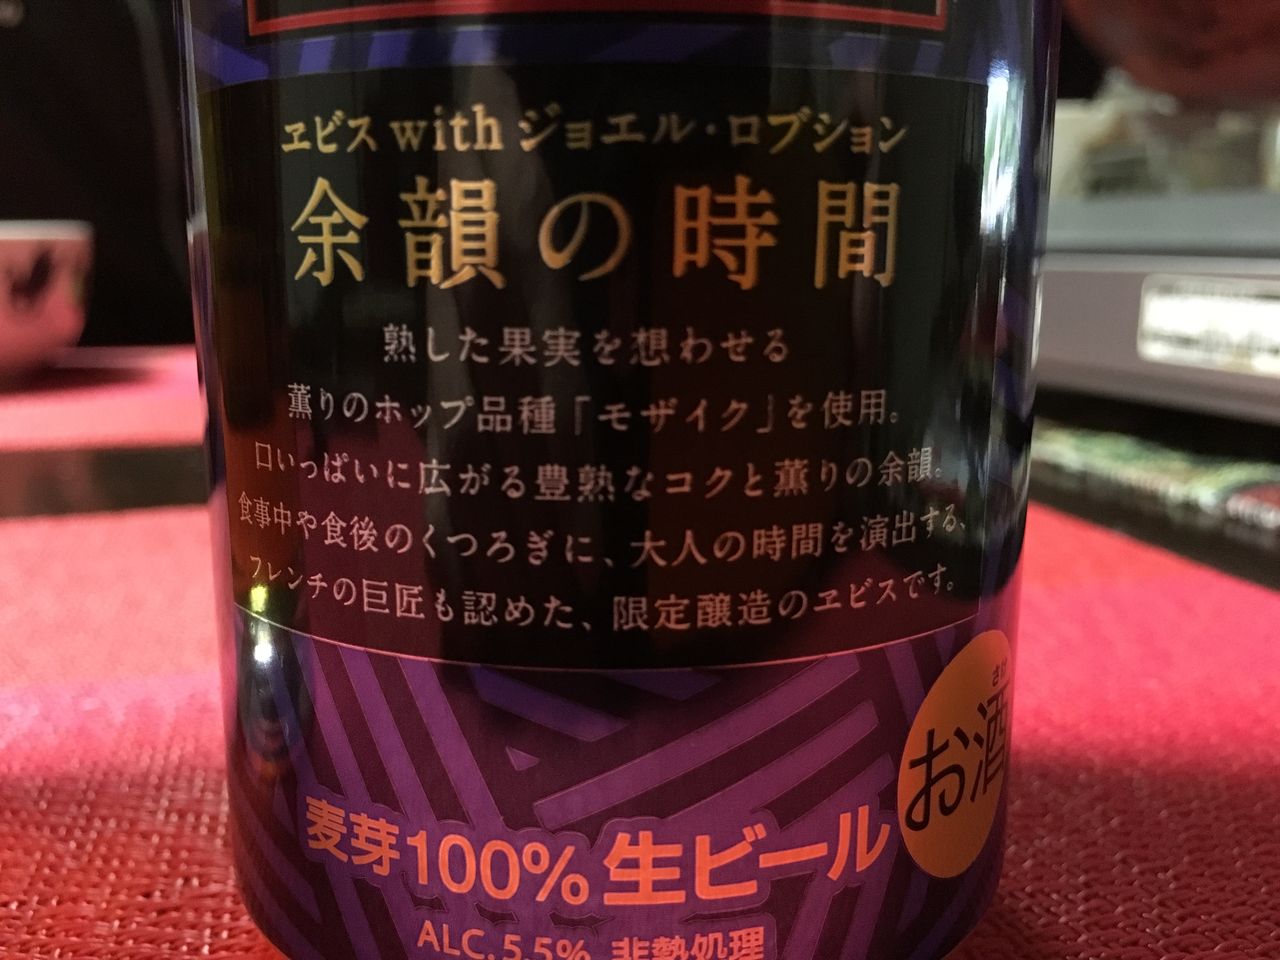 ヱビス with ジョエル・ロブション
余韻の時間
熟した果実を想わせる
薫りのホップ品種「モザイク」を使用。
口いっぱいに広がる豊熟なコクと薫りの余韻。
食事中や食後のくつろぎに、大人の時間を演出する、
フレンチの巨匠も認めた、限定醸造のヱビスです。
さけ
お酒
麦芽100% 生ビール
ALC. 5.5% 非熱処理